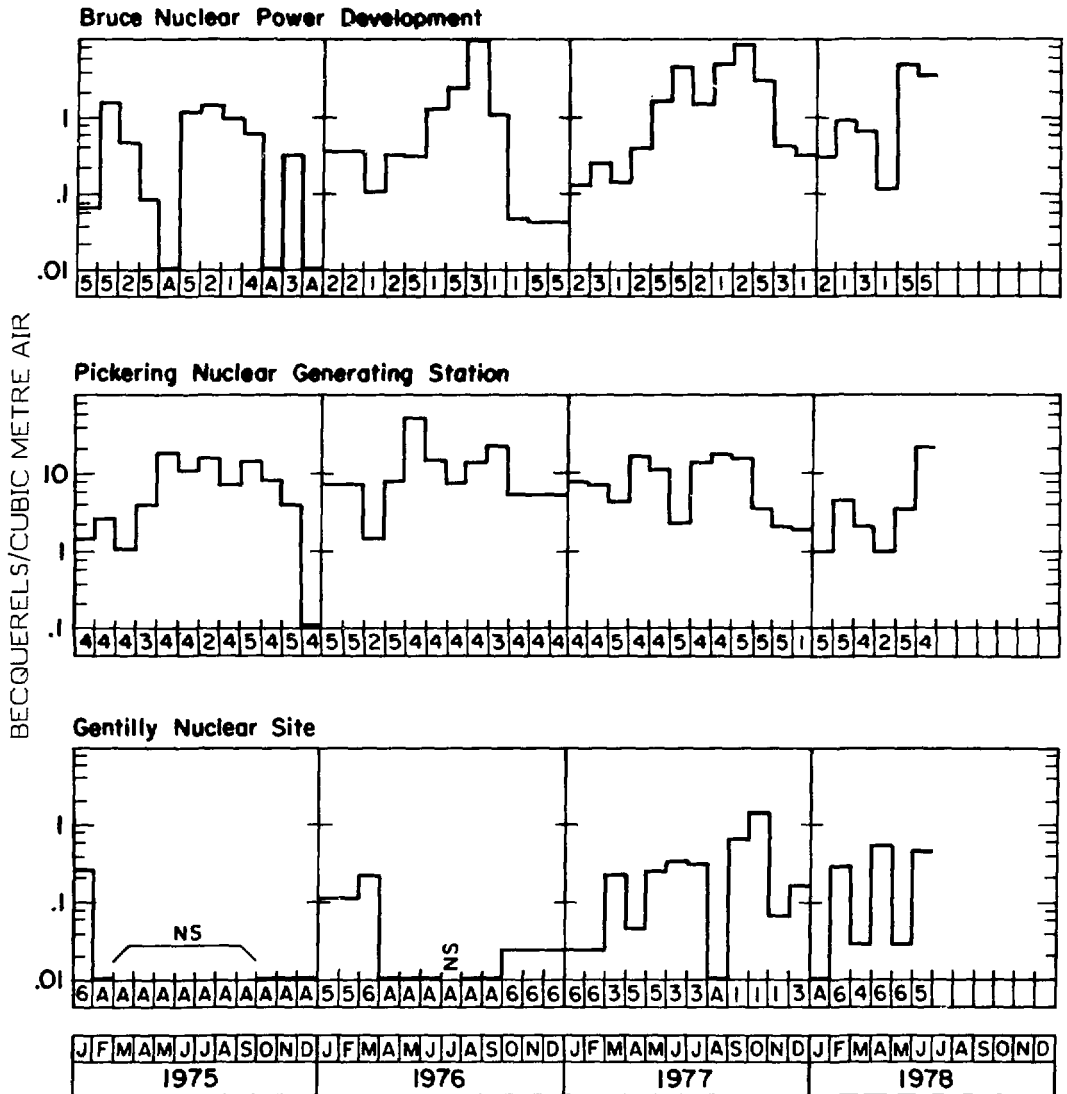 Bruce Nuclear Power Development
1
.1
.01
5 5 2 5 A 5 2 1 4 A 3 A 2 2 1 2 5 1 5 3 1 1 5 5 2 3 1 2 5 5 2 1 2 5 3 1 2 1 3 1 5 5
BECQUERELS/CUBIC METRE AIR
Pickering Nuclear Generating Station
10
1
.1
4 4 4 3 4 4 2 4 5 4 5 4 5 5 2 5 4 4 4 4 3 4 4 4 4 4 5 4 4 5 4 4 5 5 5 1 5 5 4 2 5 4
Gentilly Nuclear Site
1
.1
NS
NS
.01
6 A A A A A A A A A A A 5 5 6 A A A A A A 6 6 6 6 6 3 5 5 3 3 A 1 1 1 3 A 6 4 6 6 5
J F M A M J J A S O N D J F M A M J J A S O N D J F M A M J J A S O N D J F M A M J J A S O N D
1975 1976 1977 1978